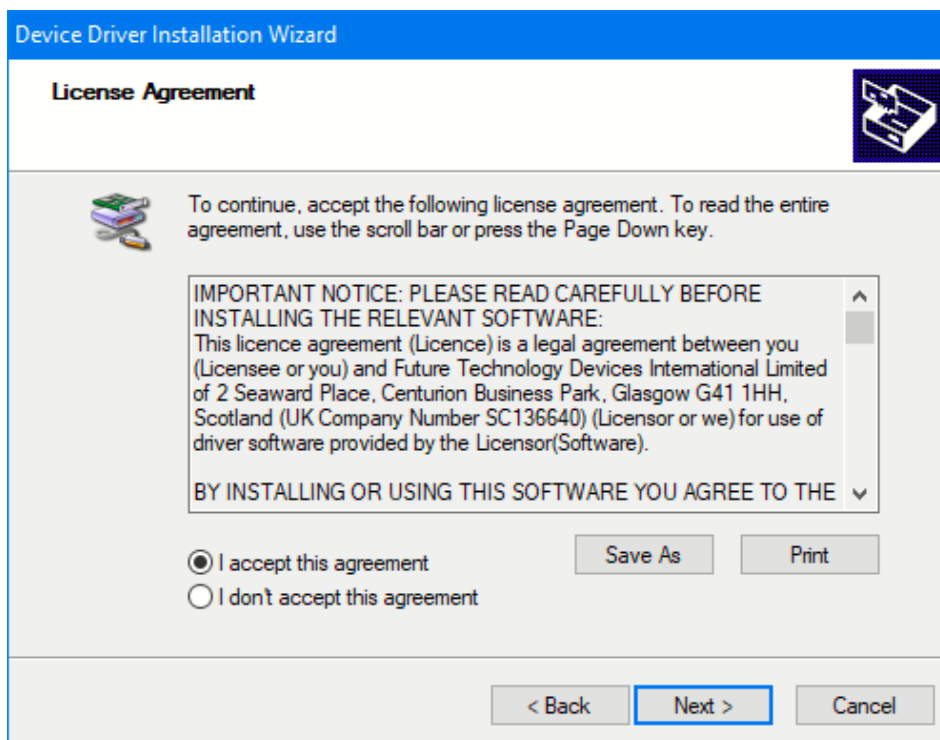 Device Driver Installation Wizard
License Agreement
To continue, accept the following license agreement. To read the entire
agreement, use the scroll bar or press the Page Down key.
IMPORTANT NOTICE: PLEASE READ CAREFULLY BEFORE
INSTALLING THE RELEVANT SOFTWARE:
This licence agreement (Licence) is a legal agreement between you
(Licensee or you) and Future Technology Devices International Limited
of 2 Seaward Place, Centurion Business Park, Glasgow G41 1HH,
Scotland (UK Company Number SC136640) (Licensor or we) for use of
driver software provided by the Licensor(Software).
BY INSTALLING OR USING THIS SOFTWARE YOU AGREE TO THE
Save As
Print
I accept this agreement
I don't accept this agreement
< Back
Next >
Cancel